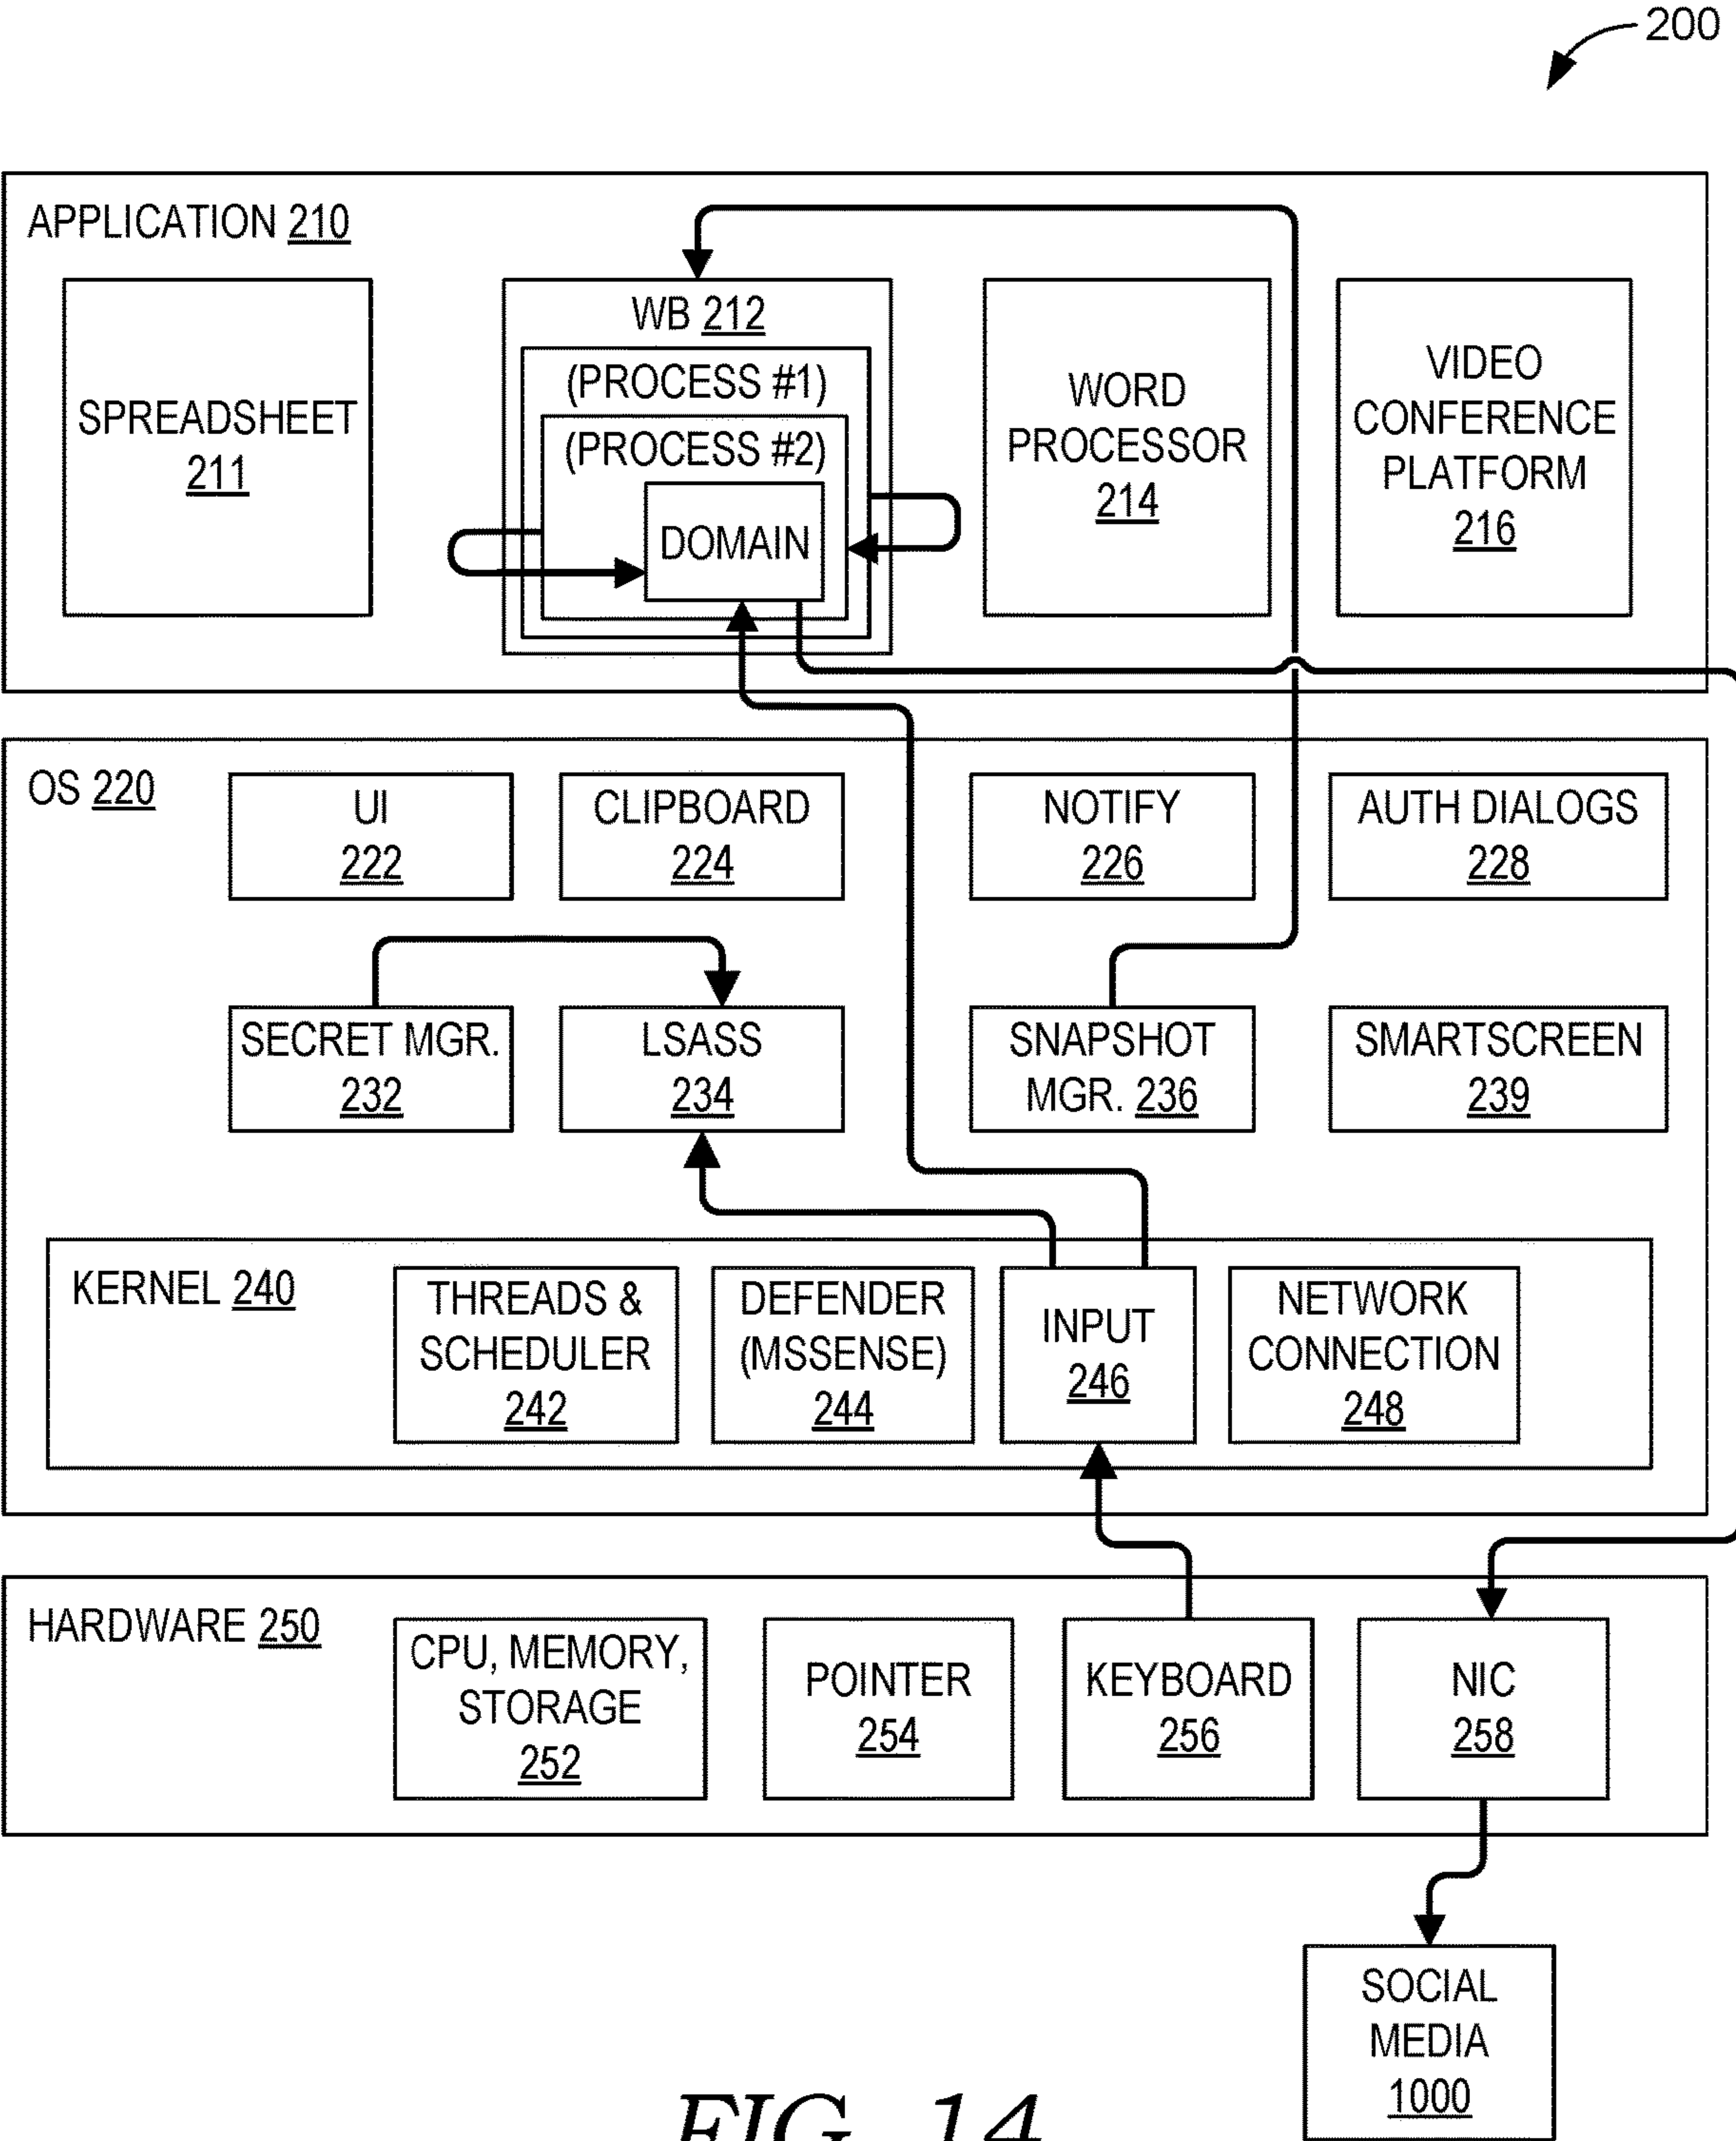 200
APPLICATION 210
SPREADSHEET
211
WB 212
(PROCESS #1)
(PROCESS #2)
DOMAIN
WORD
PROCESSOR
214
VIDEO
CONFERENCE
PLATFORM
216
OS 220
UI
222
CLIPBOARD
224
NOTIFY
226
AUTH DIALOGS
228
SECRET MGR.
232
LSASS
234
SNAPSHOT
MGR. 236
SMARTSCREEN
239
KERNEL 240
THREADS &
SCHEDULER
242
DEFENDER
(MSSENSE)
244
INPUT
246
NETWORK
CONNECTION
248
HARDWARE 250
CPU, MEMORY,
STORAGE
252
POINTER
254
KEYBOARD
256
NIC
258
SOCIAL
MEDIA
1000
FIG. 14